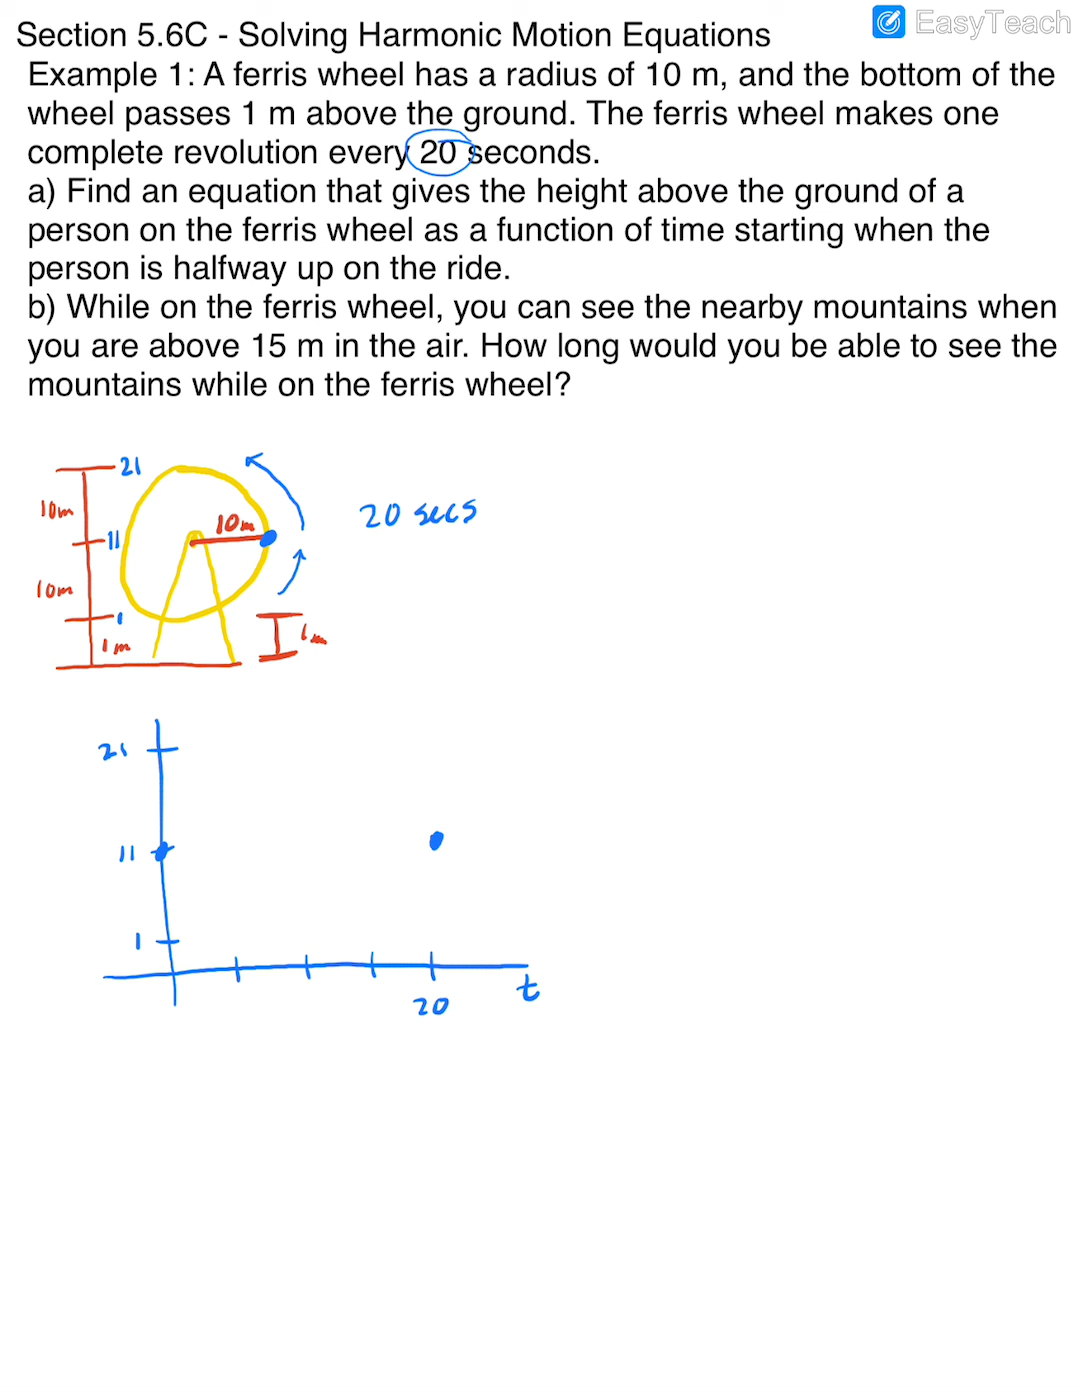 EasyTeach
Section 5.6C - Solving Harmonic Motion Equations
Example 1: A ferris wheel has a radius of 10 m, and the bottom of the
wheel passes 1 m above the ground. The ferris wheel makes one
complete revolution every 20 seconds.
a) Find an equation that gives the height above the ground of a
person on the ferris wheel as a function of time starting when the
person is halfway up on the ride.
b) While on the ferris wheel, you can see the nearby mountains when
you are above 15 m in the air. How long would you be able to see the
mountains while on the ferris wheel?
21
10m
10m
20 secs
11
10m
1
1m
1m
21
11
1
20
t